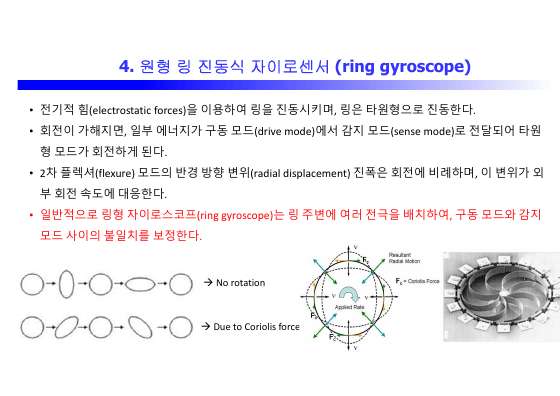 4. 원형 링 진동식 자이로센서 (ring gyroscope)
• 전기적 힘(electrostatic forces)을 이용하여 링을 진동시키며, 링은 타원형으로 진동한다.
• 회전이 가해지면, 일부 에너지가 구동 모드(drive mode)에서 감지 모드(sense mode)로 전달되어 타원
형 모드가 회전하게 된다.
• 2차 플렉셔(flexure) 모드의 반경 방향 변위(radial displacement) 진폭은 회전에 비례하며, 이 변위가 외
부 회전 속도에 대응한다.
• 일반적으로 링형 자이로스코프(ring gyroscope)는 링 주변에 여러 전극을 배치하여, 구동 모드와 감지
모드 사이의 불일치를 보정한다.
→ No rotation
→ Due to Coriolis force
v
Fc
Resultant
Radial Motion
Fc = Coriolis Force
v
v
Applied Rate
Fc
Fc
v